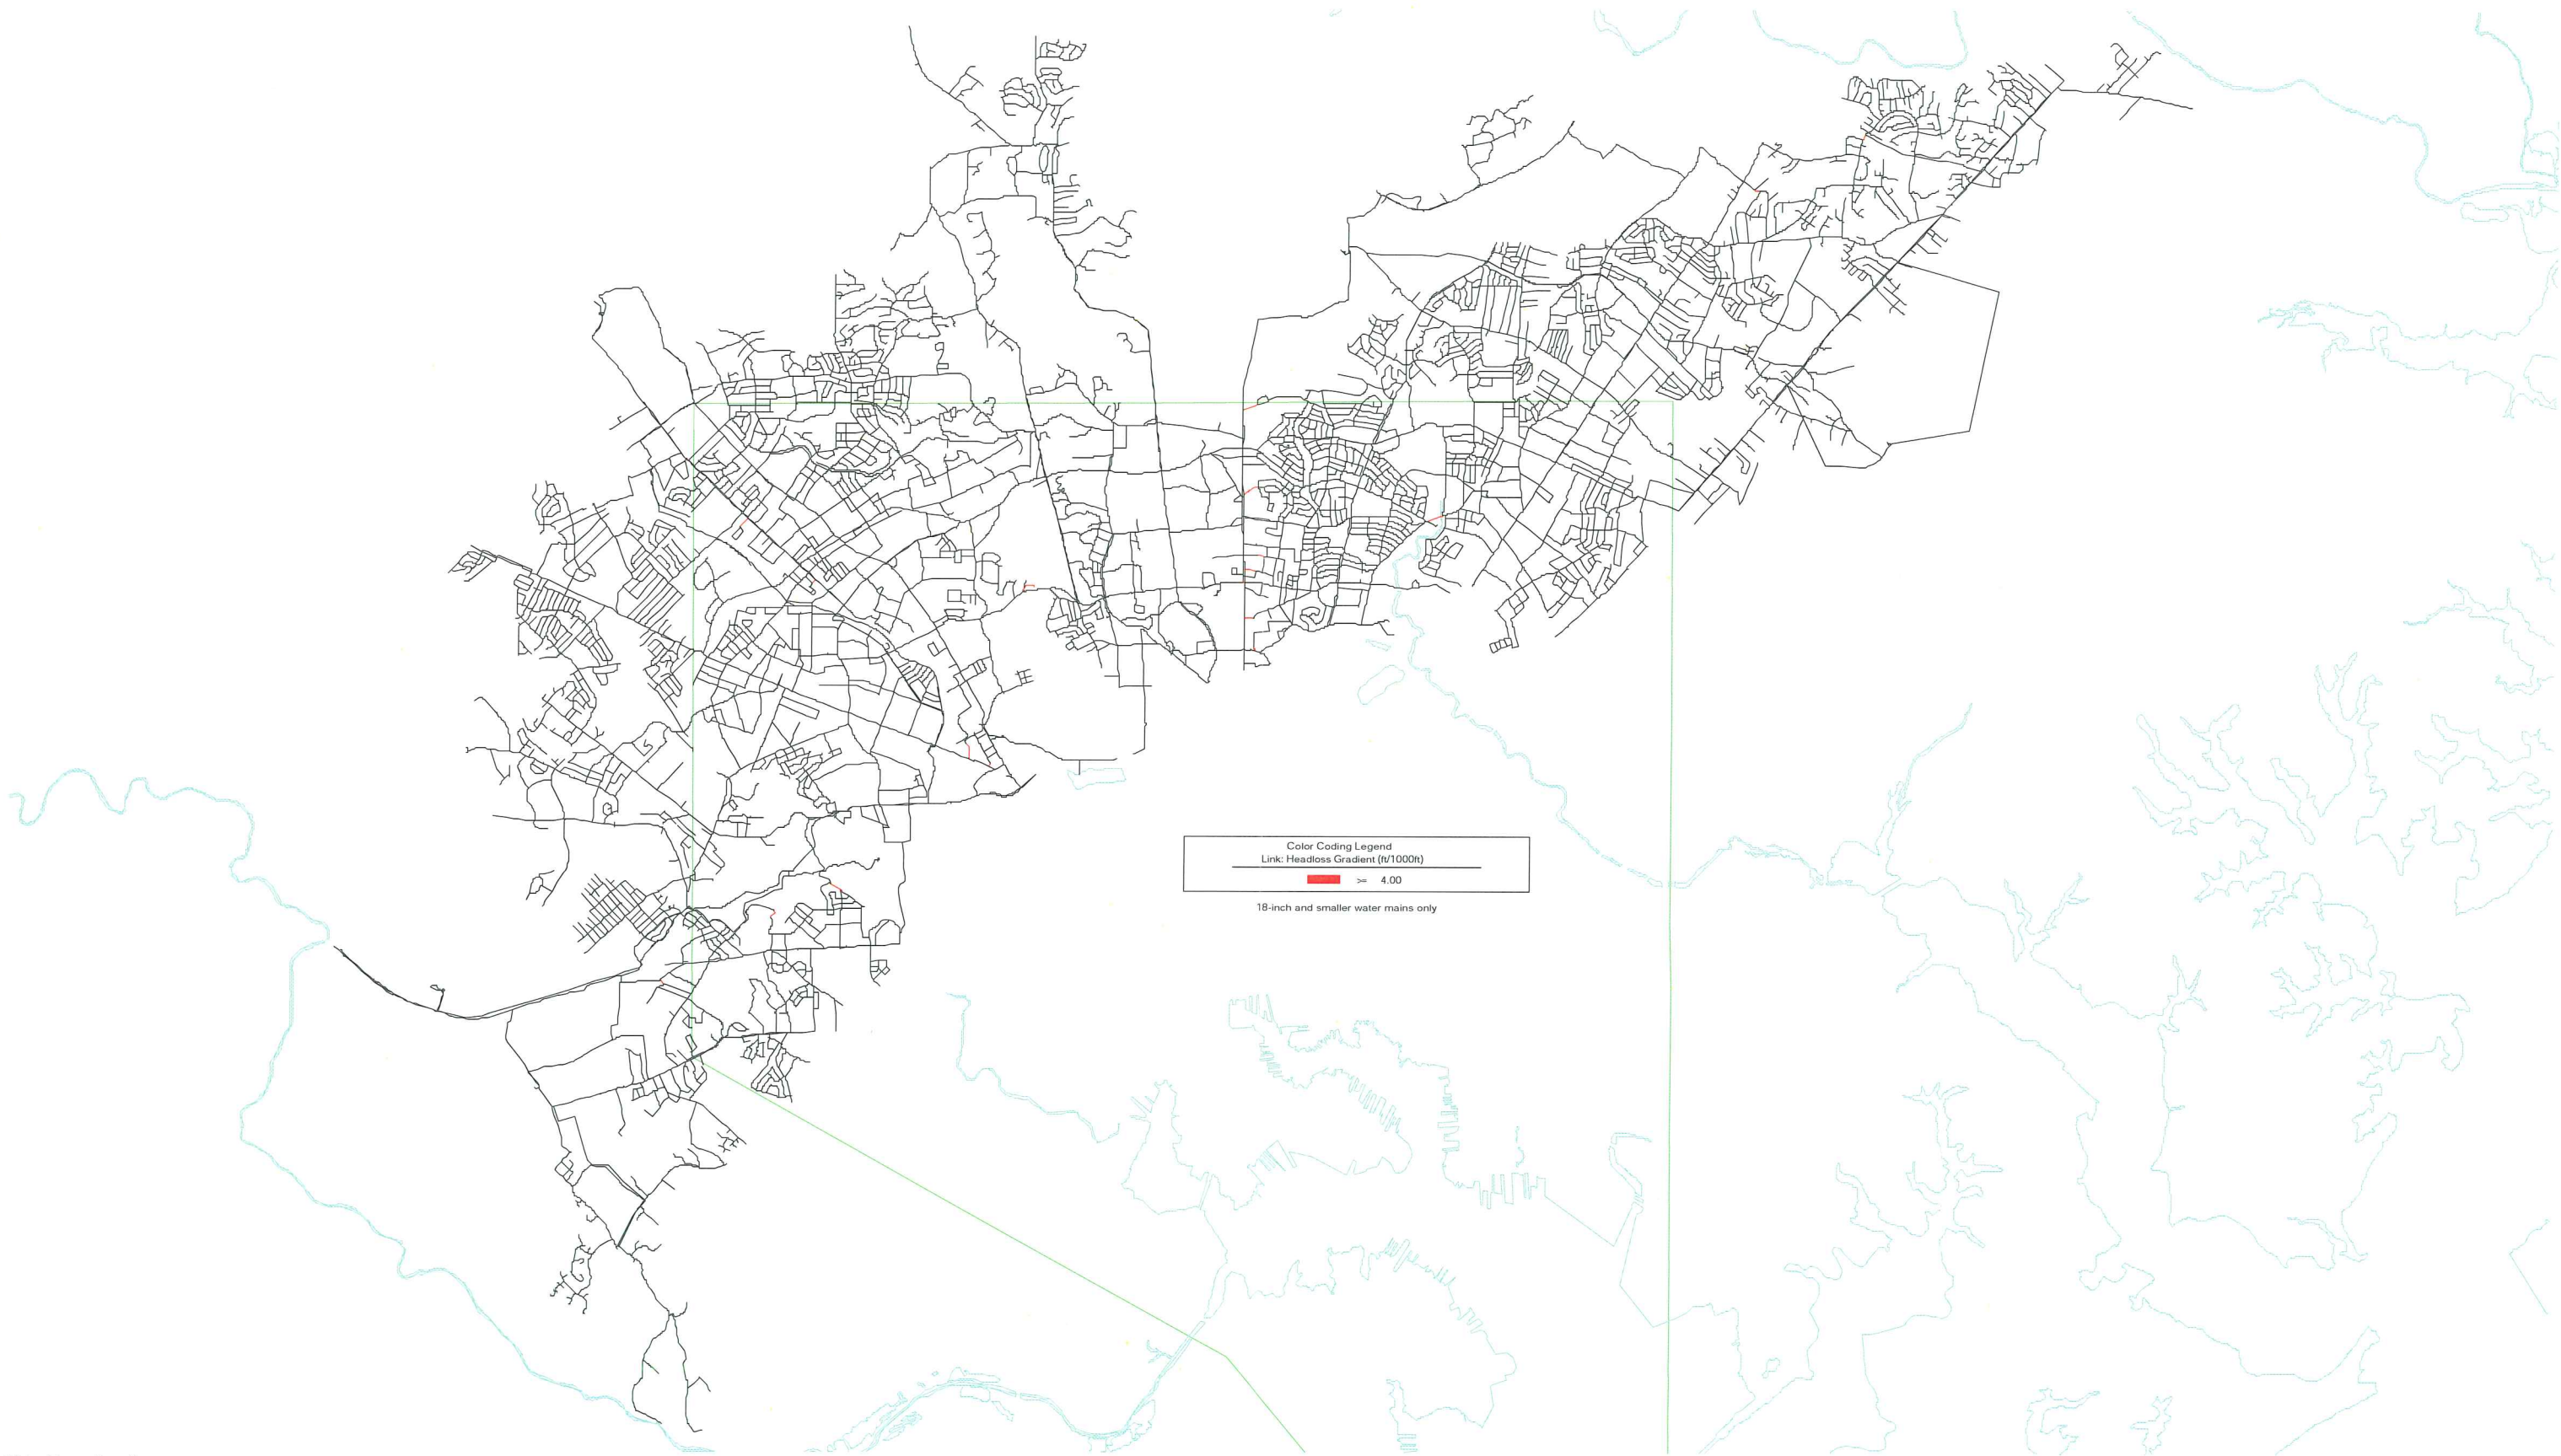 Color Coding Legend
Link: Headloss Gradient (ft/1000ft)
>= 4.00
18-inch and smaller water mains only